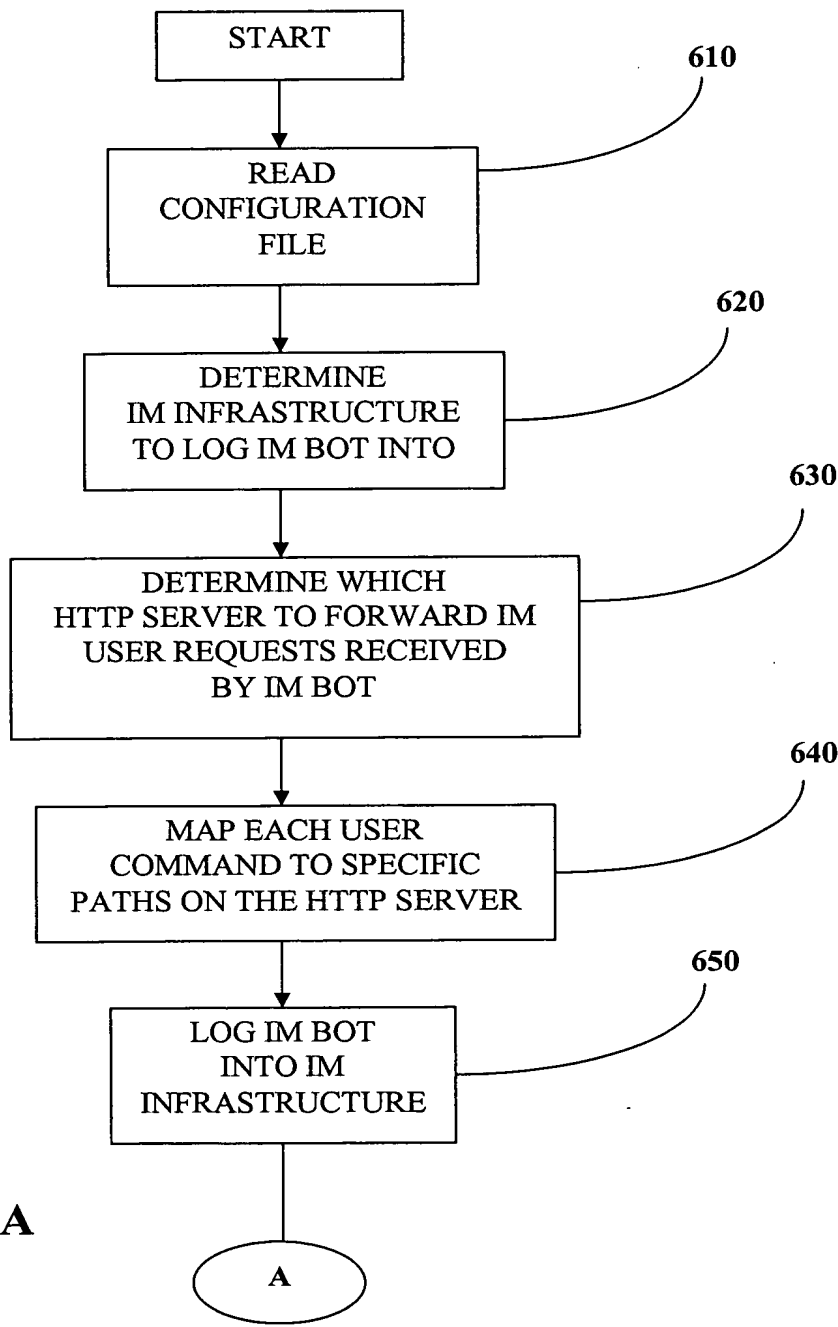 START
610
READ
CONFIGURATION
FILE
620
DETERMINE
IM INFRASTRUCTURE
TO LOG IM BOT INTO
630
DETERMINE WHICH
HTTP SERVER TO FORWARD IM
USER REQUESTS RECEIVED
BY IM BOT
640
MAP EACH USER
COMMAND TO SPECIFIC
PATHS ON THE HTTP SERVER
650
LOG IM BOT
INTO IM
INFRASTRUCTURE
A
A